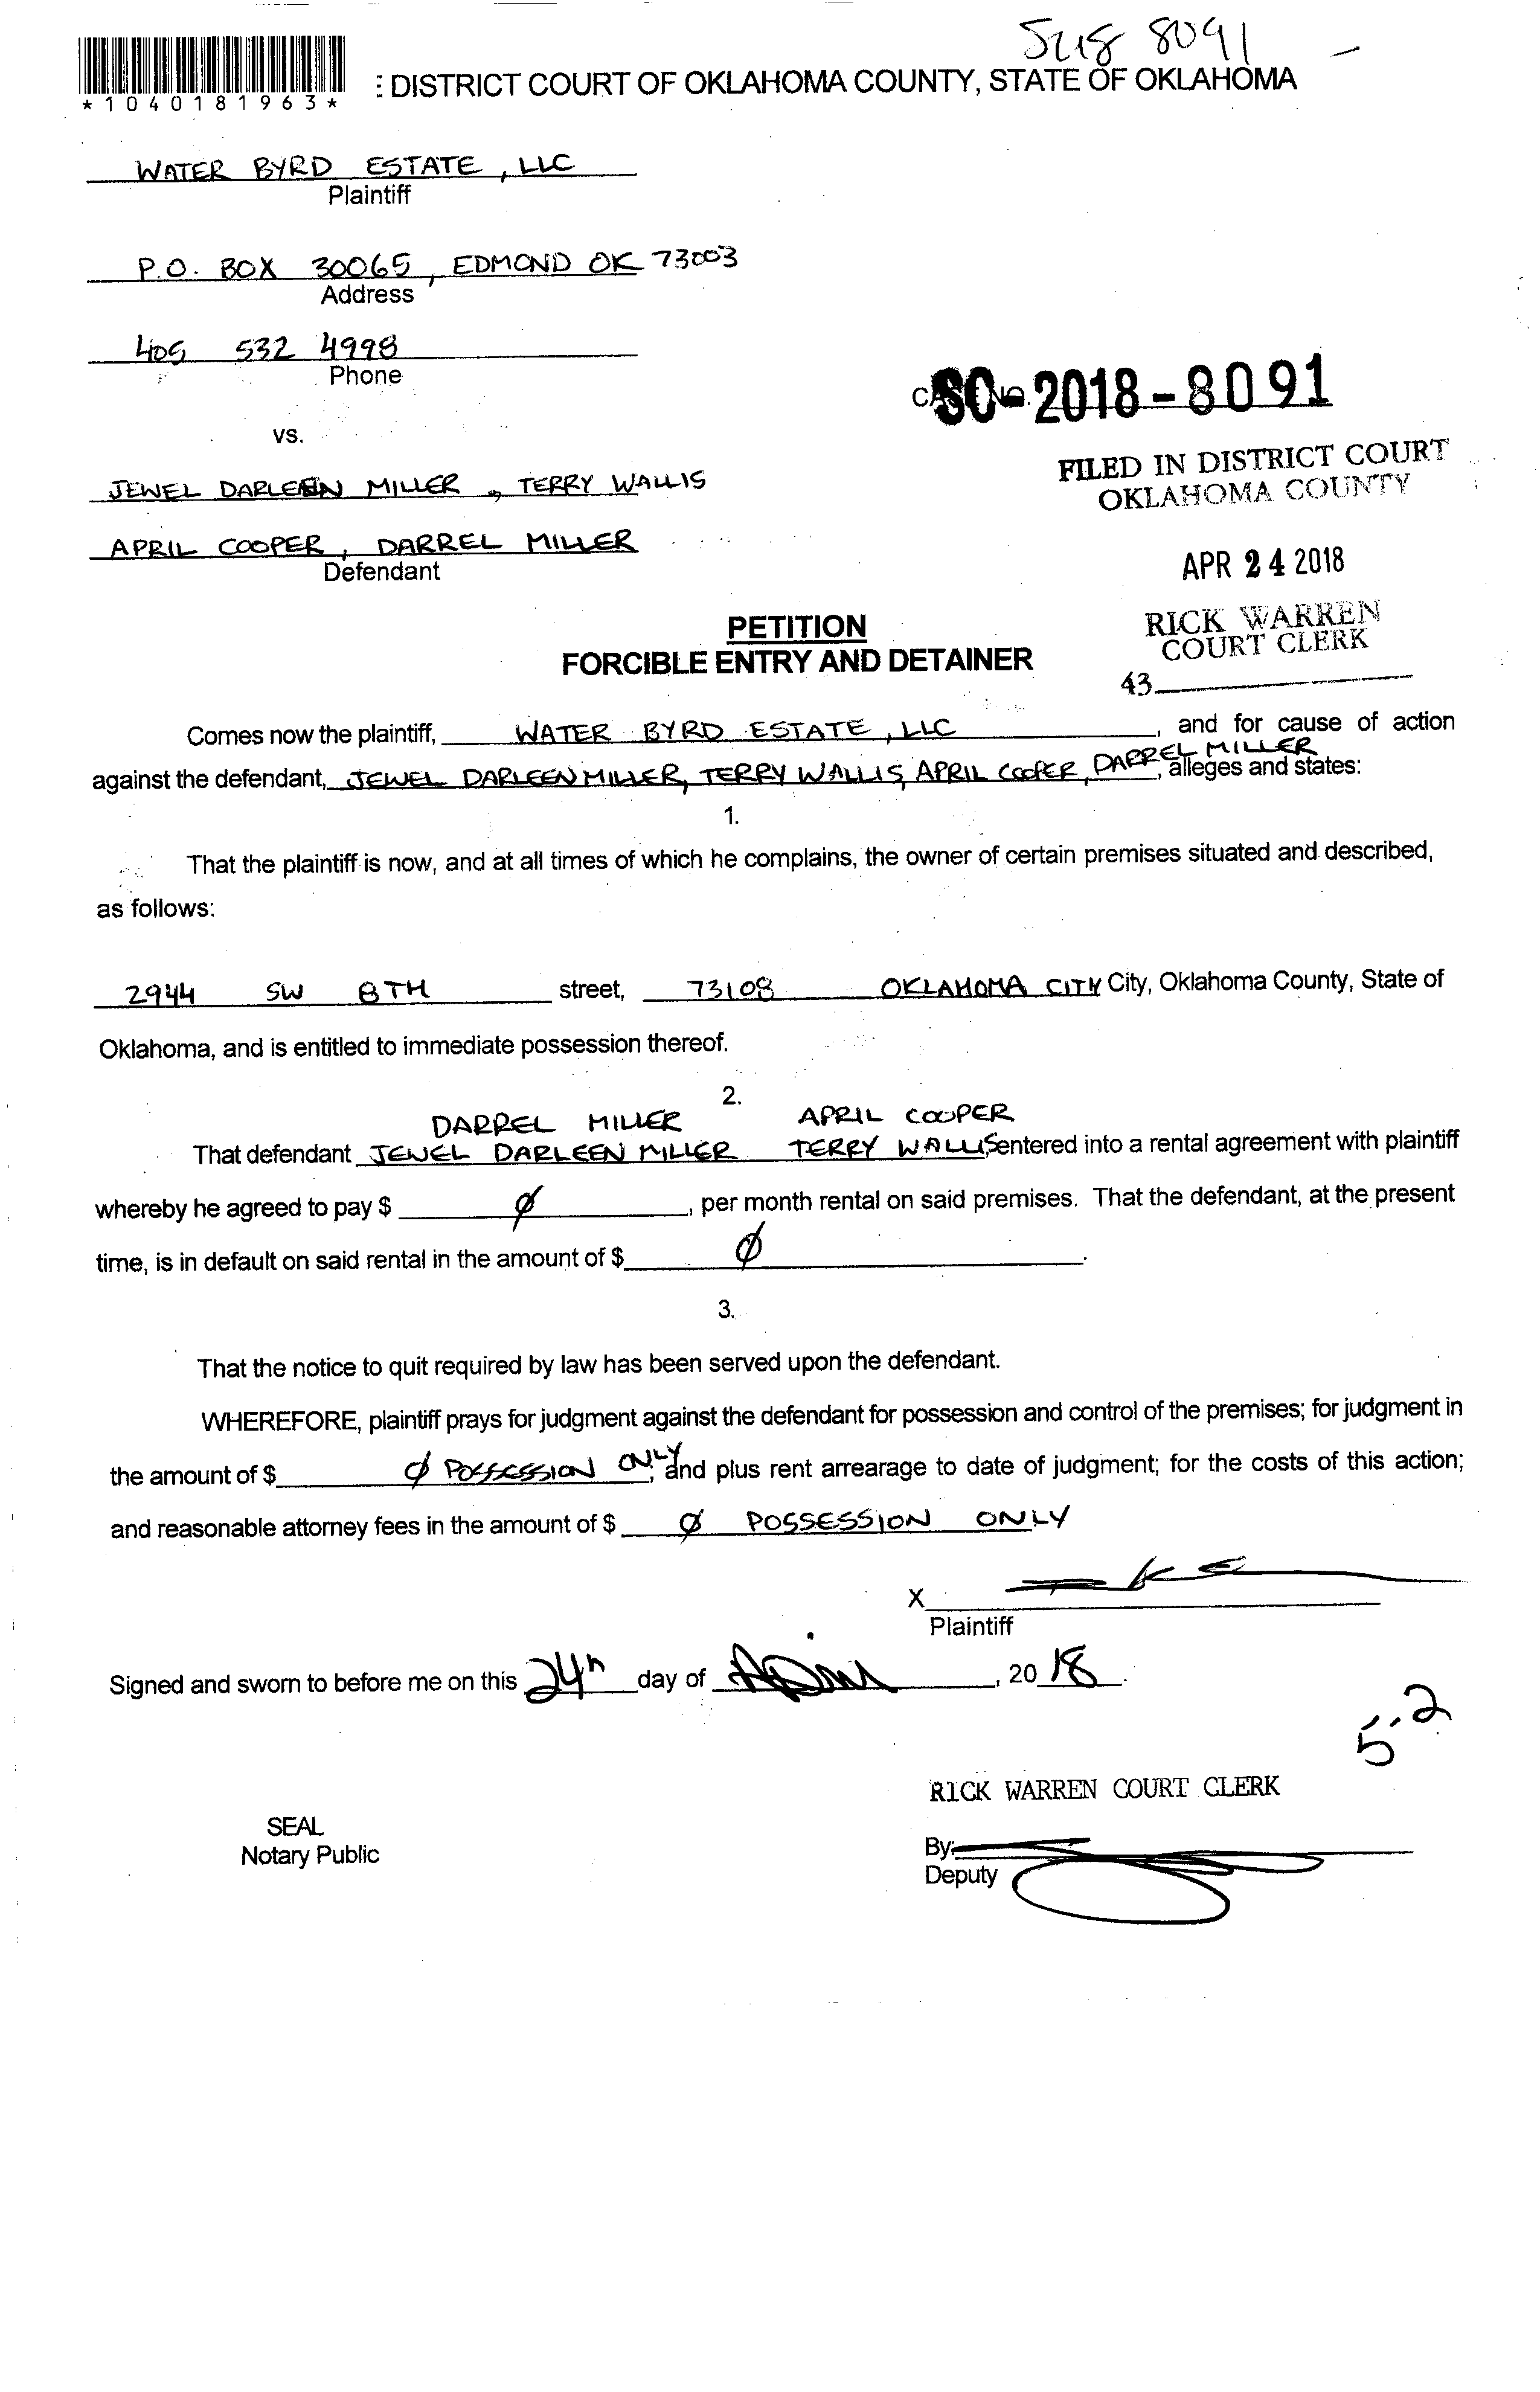 8091
*1040181963*
: DISTRICT COURT OF OKLAHOMA COUNTY, STATE OF OKLAHOMA
WATER BYRD ESTATE, LLC
Plaintiff
P.O. BOX 30065, EDMOND OK 73003
Address
405 532 4998
Phone
SC-2018-8091
vs.
FILED IN DISTRICT COURT
OKLAHOMA COUNTY
JEWEL DARLEEN MILLER, TERRY WALLIS
APRIL COOPER, DARREL MILLER
Defendant
APR 24 2018
RICK WARREN
COURT CLERK
43
PETITION
FORCIBLE ENTRY AND DETAINER
Comes now the plaintiff, WATER BYRD ESTATE, LLC, and for cause of action
against the defendant, JEWEL DARLEEN MILLER, TERRY WALLIS, APRIL COOPER, DARREL MILLER, alleges and states:
1.
That the plaintiff is now, and at all times of which he complains, the owner of certain premises situated and described,
as follows:
2944 SW 8TH street, 73108 OKLAHOMA CITY City, Oklahoma County, State of
Oklahoma, and is entitled to immediate possession thereof.
2.
DARREL MILLER APRIL COOPER
That defendant JEWEL DARLEEN MILLER TERRY WALLIS entered into a rental agreement with plaintiff
whereby he agreed to pay $ Ø, per month rental on said premises. That the defendant, at the present
time, is in default on said rental in the amount of $ Ø.
3.
That the notice to quit required by law has been served upon the defendant.
WHEREFORE, plaintiff prays for judgment against the defendant for possession and control of the premises; for judgment in
the amount of $ Ø POSSESSION ONLY, and plus rent arrearage to date of judgment; for the costs of this action;
and reasonable attorney fees in the amount of $ Ø POSSESSION ONLY
X
Plaintiff
Signed and sworn to before me on this 24th day of April, 2018.
RICK WARREN COURT CLERK
SEAL
Notary Public
By:
Deputy